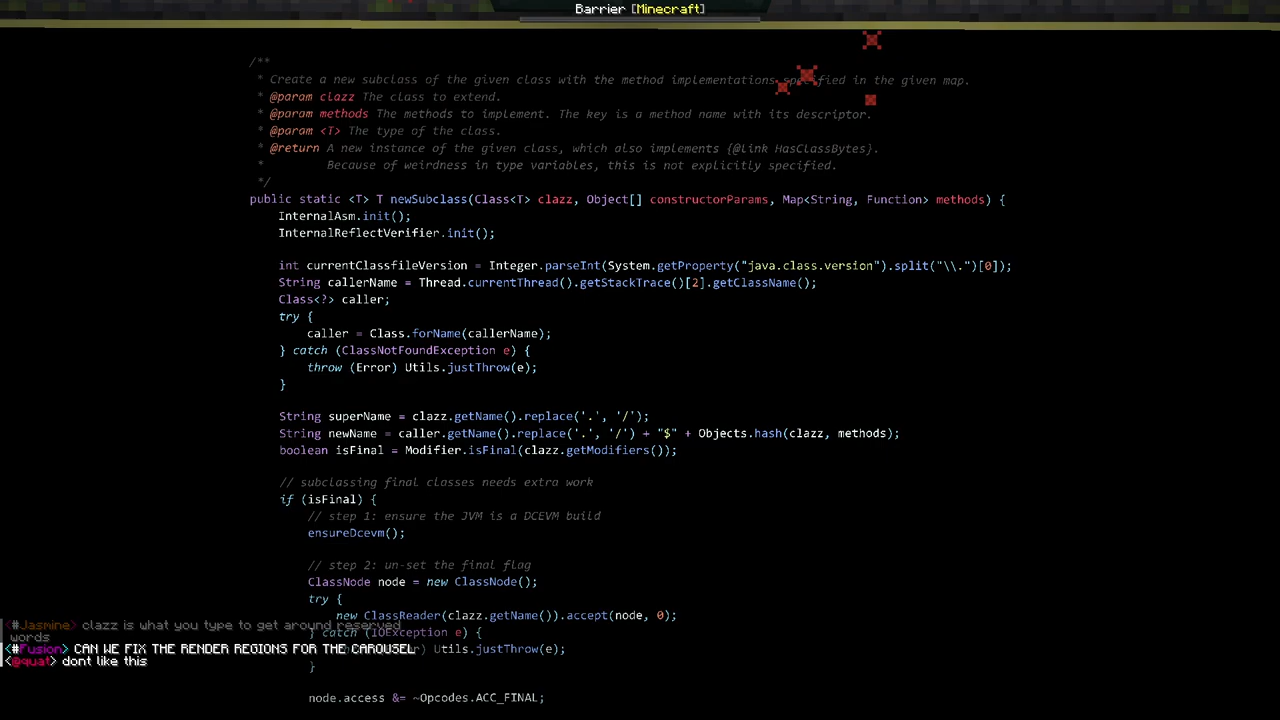 Barrier [Minecraft]
/**
* Create a new subclass of the given class with the method implementations specified in the given map.
* @param clazz The class to extend.
* @param methods The methods to implement. The key is a method name with its descriptor.
* @param <T> The type of the class.
* @return A new instance of the given class, which also implements {@link HasClassBytes}.
*         Because of weirdness in type variables, this is not explicitly specified.
*/
public static <T> T newSubclass(Class<T> clazz, Object[] constructorParams, Map<String, Function> methods) {
InternalAsm.init();
InternalReflectVerifier.init();
int currentClassfileVersion = Integer.parseInt(System.getProperty("java.class.version").split("\\.")[0]);
String callerName = Thread.currentThread().getStackTrace()[2].getClassName();
Class<?> caller;
try {
caller = Class.forName(callerName);
} catch (ClassNotFoundException e) {
throw (Error) Utils.justThrow(e);
}
String superName = clazz.getName().replace('.', '/');
String newName = caller.getName().replace('.', '/') + "$" + Objects.hash(clazz, methods);
boolean isFinal = Modifier.isFinal(clazz.getModifiers());
// subclassing final classes needs extra work
if (isFinal) {
// step 1: ensure the JVM is a DCEVM build
ensureDcevm();
// step 2: un-set the final flag
ClassNode node = new ClassNode();
try {
new ClassReader(clazz.getName()).accept(node, 0);
} catch (IOException e) {
Utils.justThrow(e);
}
node.access &= ~Opcodes.ACC_FINAL;
<#Jasmine> clazz is what you type to get around reserved
words
<#Fusion> CAN WE FIX THE RENDER REGIONS FOR THE CAROUSEL
<@quat> dont like this